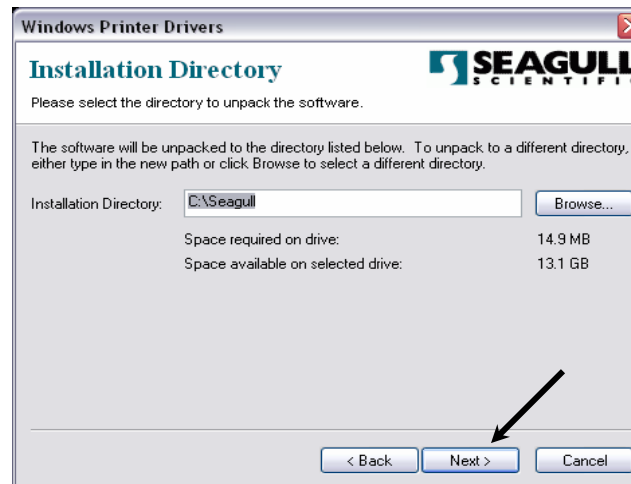 Windows Printer Drivers
Installation Directory
SEAGULL
SCIENTIFI
Please select the directory to unpack the software.
The software will be unpacked to the directory listed below. To unpack to a different directory,
either type in the new path or click Browse to select a different directory.
Installation Directory:
C:\Seagull
Browse...
Space required on drive:
14.9 MB
Space available on selected drive:
13.1 GB
< Back
Next >
Cancel